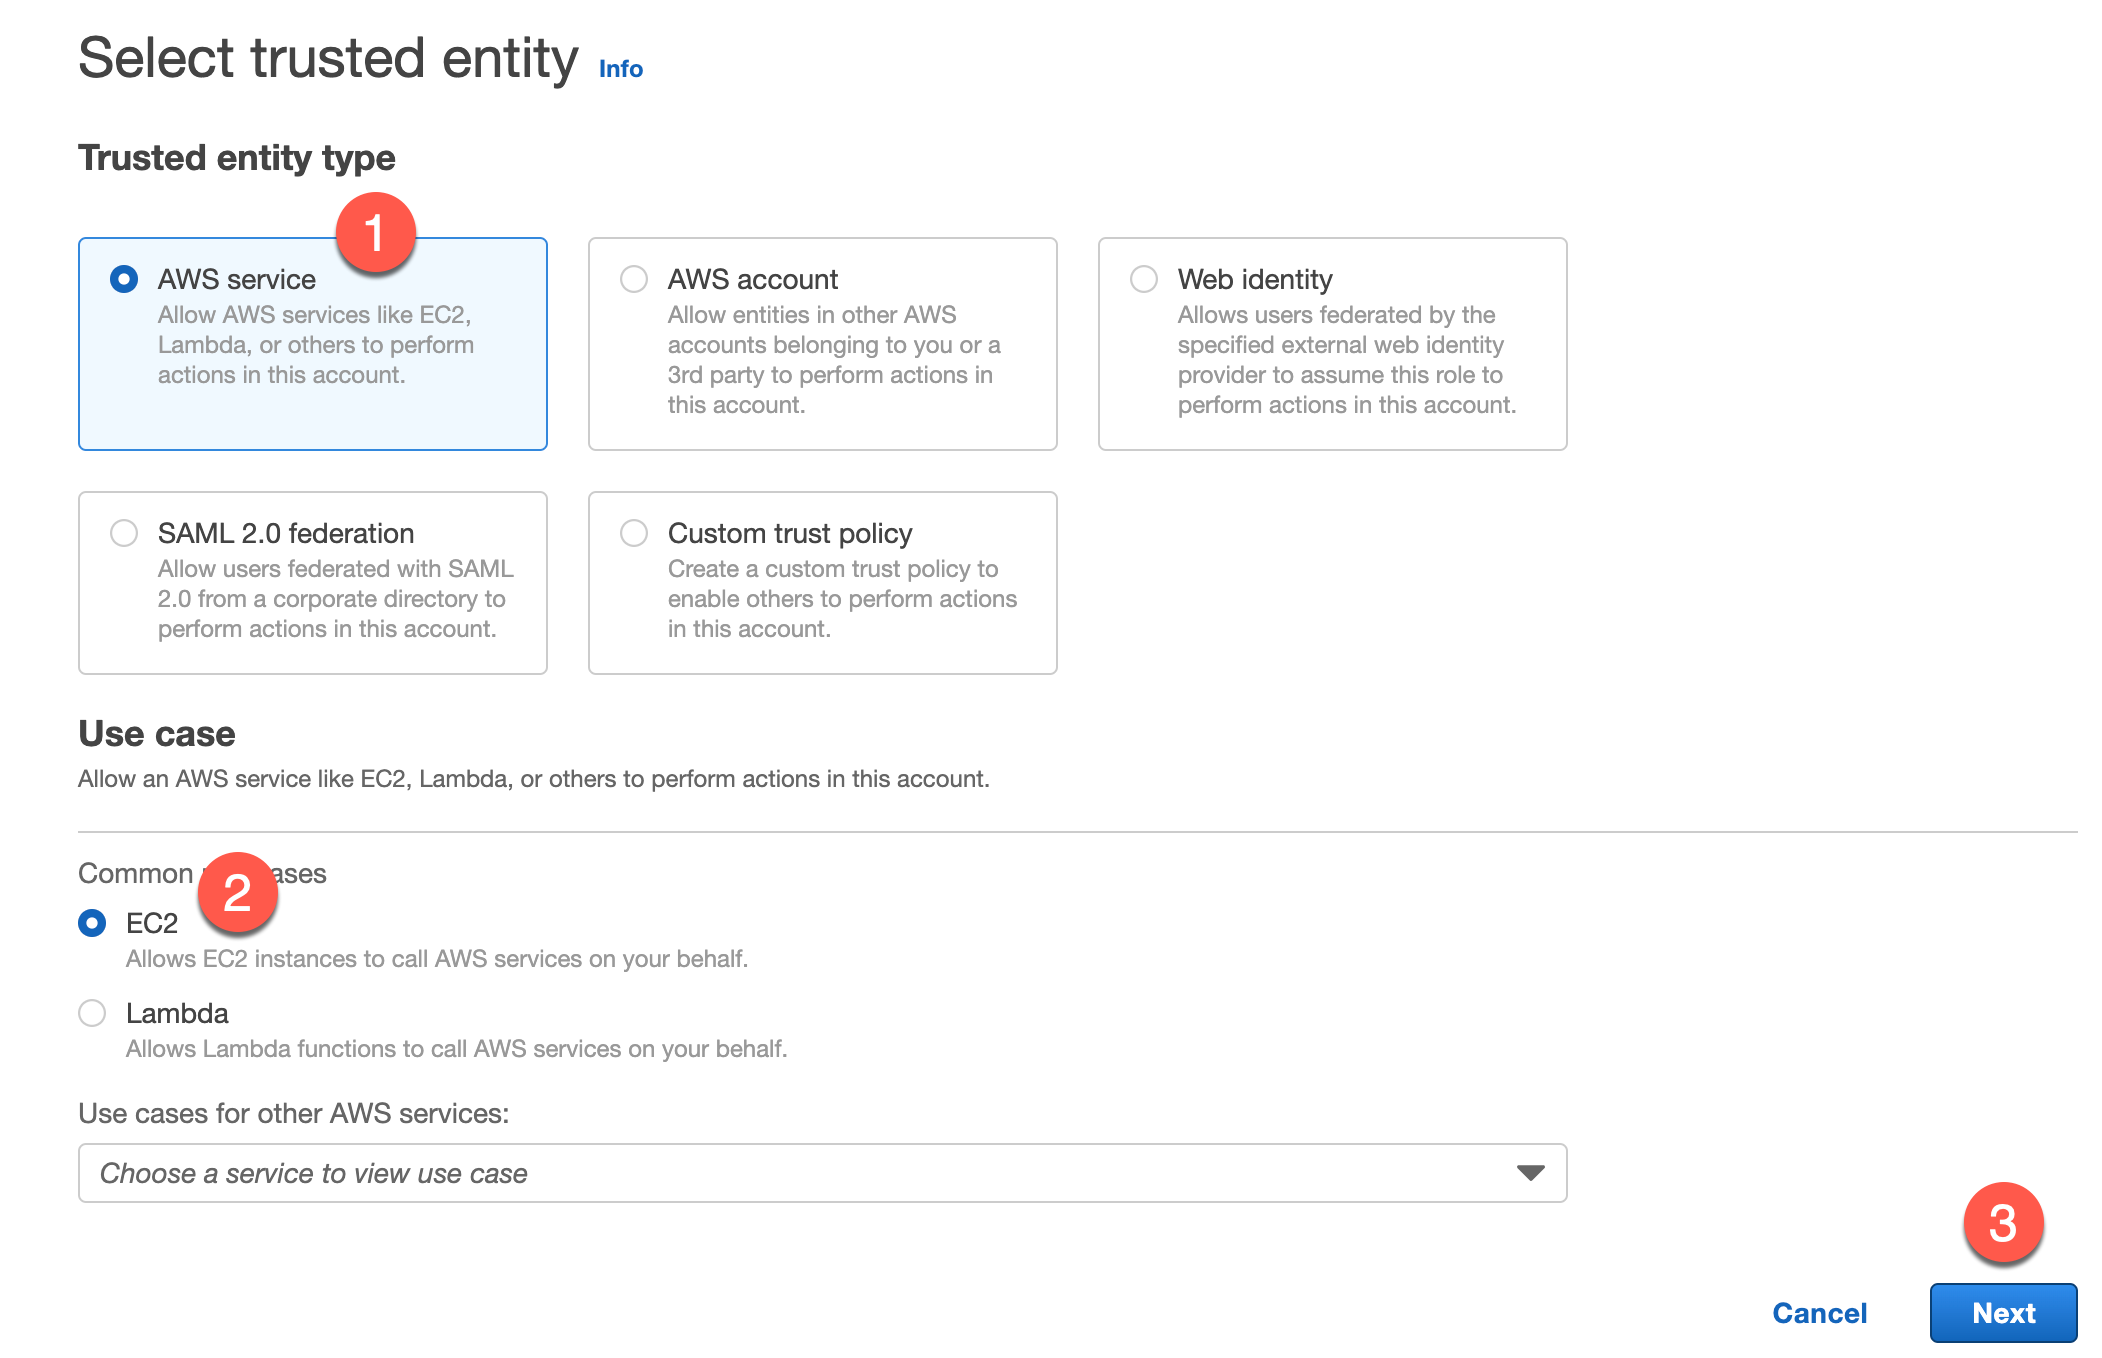 Select trusted entity Info
Trusted entity type
1
AWS service
Allow AWS services like EC2,
Lambda, or others to perform
actions in this account.
AWS account
Allow entities in other AWS
accounts belonging to you or a
3rd party to perform actions in
this account.
Web identity
Allows users federated by the
specified external web identity
provider to assume this role to
perform actions in this account.
SAML 2.0 federation
Allow users federated with SAML
2.0 from a corporate directory to
perform actions in this account.
Custom trust policy
Create a custom trust policy to
enable others to perform actions
in this account.
Use case
Allow an AWS service like EC2, Lambda, or others to perform actions in this account.
Common
2
EC2
Allows EC2 instances to call AWS services on your behalf.
Lambda
Allows Lambda functions to call AWS services on your behalf.
Use cases for other AWS services:
Choose a service to view use case
3
Cancel
Next